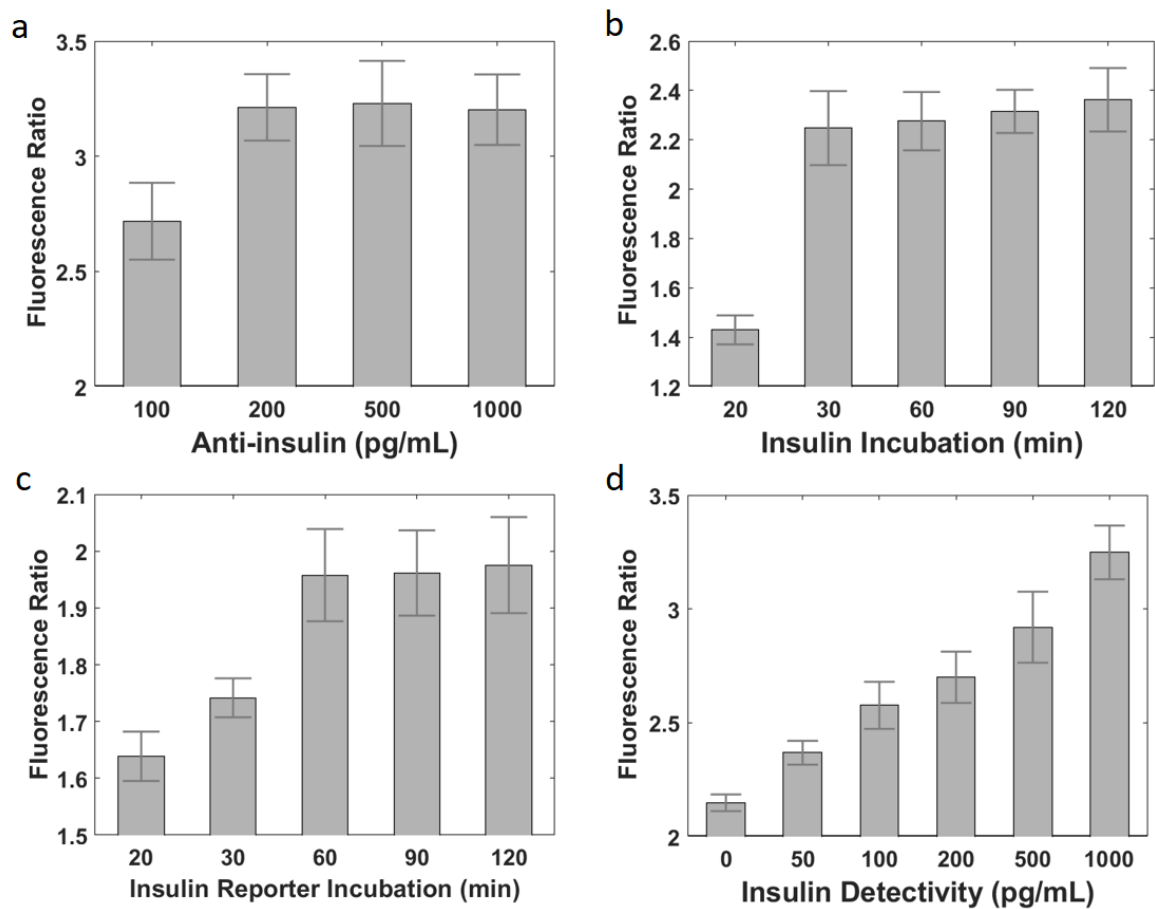 a
3.5
3
2.5
2
Fluorescence Ratio
100 200 500 1000
Anti-insulin (pg/mL)
b
2.6
2.4
2.2
2
1.8
1.6
1.4
1.2
Fluorescence Ratio
20 30 60 90 120
Insulin Incubation (min)
c
2.1
2
1.9
1.8
1.7
1.6
1.5
Fluorescence Ratio
20 30 60 90 120
Insulin Reporter Incubation (min)
d
3.5
3
2.5
2
Fluorescence Ratio
0 50 100 200 500 1000
Insulin Detectivity (pg/mL)